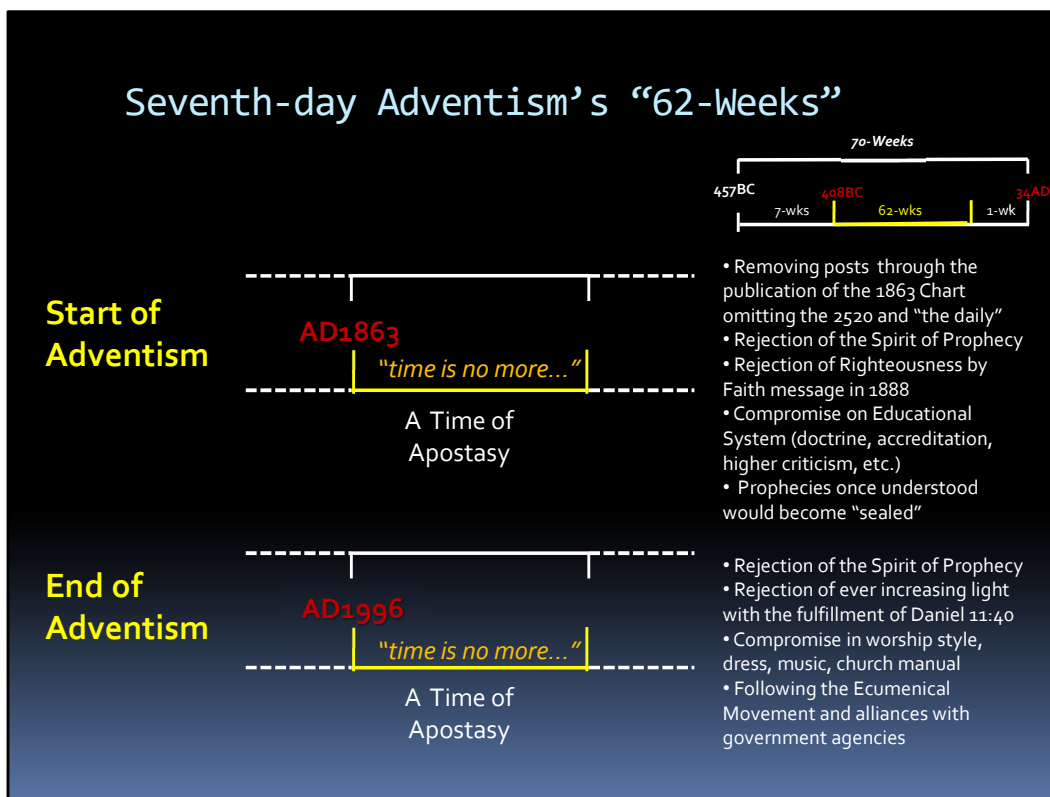 Seventh-day Adventism’s “62-Weeks”
70-Weeks
457BC
408BC
34AD
7-wks
62-wks
1-wk
Start of
Adventism
AD1863
“time is no more…”
A Time of
Apostasy
• Removing posts through the
publication of the 1863 Chart
omitting the 2520 and “the daily”
• Rejection of the Spirit of Prophecy
• Rejection of Righteousness by
Faith message in 1888
• Compromise on Educational
System (doctrine, accreditation,
higher criticism, etc.)
• Prophecies once understood
would become “sealed”
End of
Adventism
AD1996
“time is no more…”
A Time of
Apostasy
• Rejection of the Spirit of Prophecy
• Rejection of ever increasing light
with the fulfillment of Daniel 11:40
• Compromise in worship style,
dress, music, church manual
• Following the Ecumenical
Movement and alliances with
government agencies